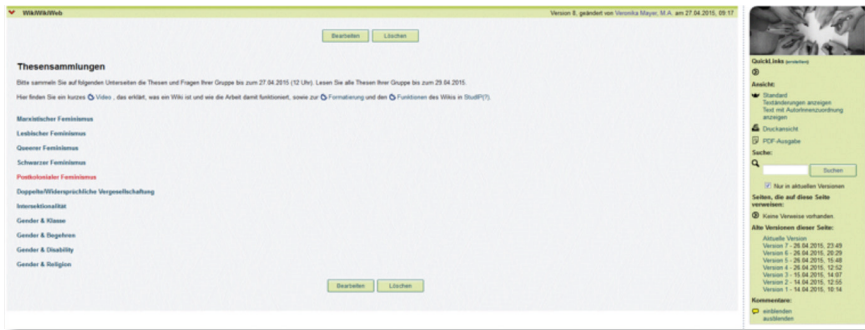 WikiWikiWeb
Version 8, geändert von Veronika Mayer, M.A. am 27.04.2015, 09:17
Bearbeiten Löschen
Thesensammlungen
Bitte sammeln Sie auf folgenden Unterseiten die Thesen und Fragen Ihrer Gruppe bis zum 27.04.2015 (12 Uhr). Lesen Sie alle Thesen Ihrer Gruppe bis zum 29.04.2015.
Hier finden Sie ein kurzes Video , das erklärt, was ein Wiki ist und wie die Arbeit damit funktioniert, sowie zur Formatierung und den Funktionen des Wikis in StudIP(?).
Marxistischer Feminismus
Lesbischer Feminismus
Queerer Feminismus
Schwarzer Feminismus
Postkolonialer Feminismus
Doppelte/Widersprüchliche Vergesellschaftung
Intersektionalität
Gender & Klasse
Gender & Begehren
Gender & Disability
Gender & Religion
Bearbeiten Löschen
QuickLinks (erstellen)
Ansicht:
Standard
Textänderungen anzeigen
Text mit AutorInnenzuordnung
anzeigen
Druckansicht
PDF-Ausgabe
Suche:
Suchen
Nur in aktuellen Versionen
Seiten, die auf diese Seite
verweisen:
Keine Verweise vorhanden.
Alte Versionen dieser Seite:
Aktuelle Version
Version 7 - 26.04.2015, 23:49
Version 6 - 26.04.2015, 20:29
Version 5 - 26.04.2015, 15:48
Version 4 - 26.04.2015, 12:52
Version 3 - 15.04.2015, 14:07
Version 2 - 14.04.2015, 12:55
Version 1 - 14.04.2015, 10:14
Kommentare:
einblenden
ausblenden